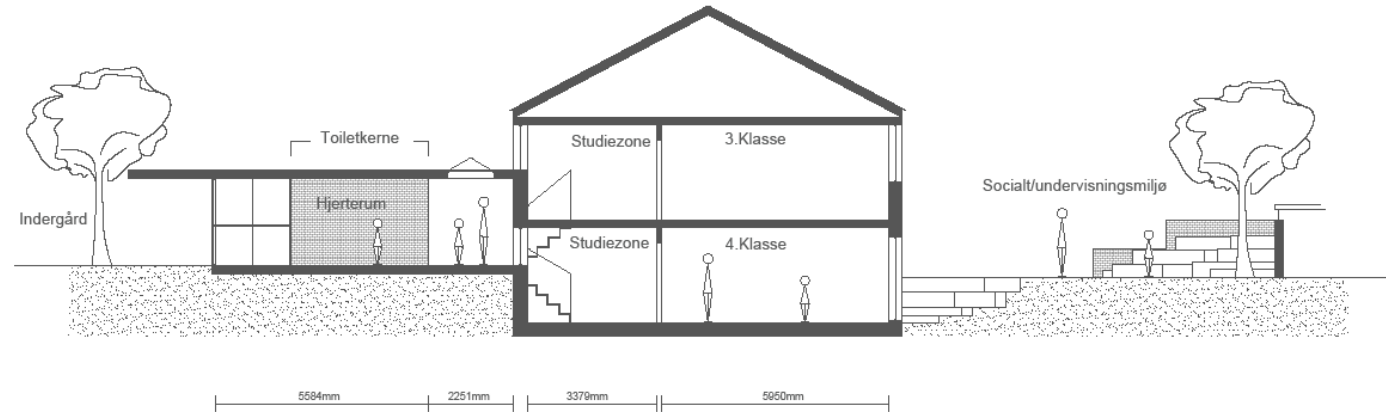 Toiletkerne
Studiezone
3.Klasse
Hjerterum
Socialt/undervisningsmiljø
Indergård
Studiezone
4.Klasse
5584mm
2251mm
3379mm
5950mm